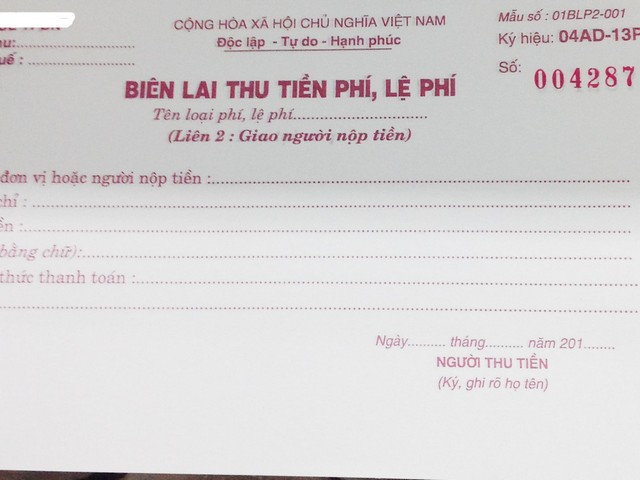 CỘNG HÒA XÃ HỘI CHỦ NGHĨA VIỆT NAM
Độc lập - Tự do - Hạnh phúc
Mẫu số : 01BLP2-001
Ký hiệu: 04AD-13P
Số: 004287
BIÊN LAI THU TIỀN PHÍ, LỆ PHÍ
Tên loại phí, lệ phí..............................
(Liên 2 : Giao người nộp tiền)
đơn vị hoặc người nộp tiền :..............................
chỉ :..............................
bằng chữ):..............................
thức thanh toán :..............................
Ngày.......... tháng.......... năm 201.........
NGƯỜI THU TIỀN
(Ký, ghi rõ họ tên)